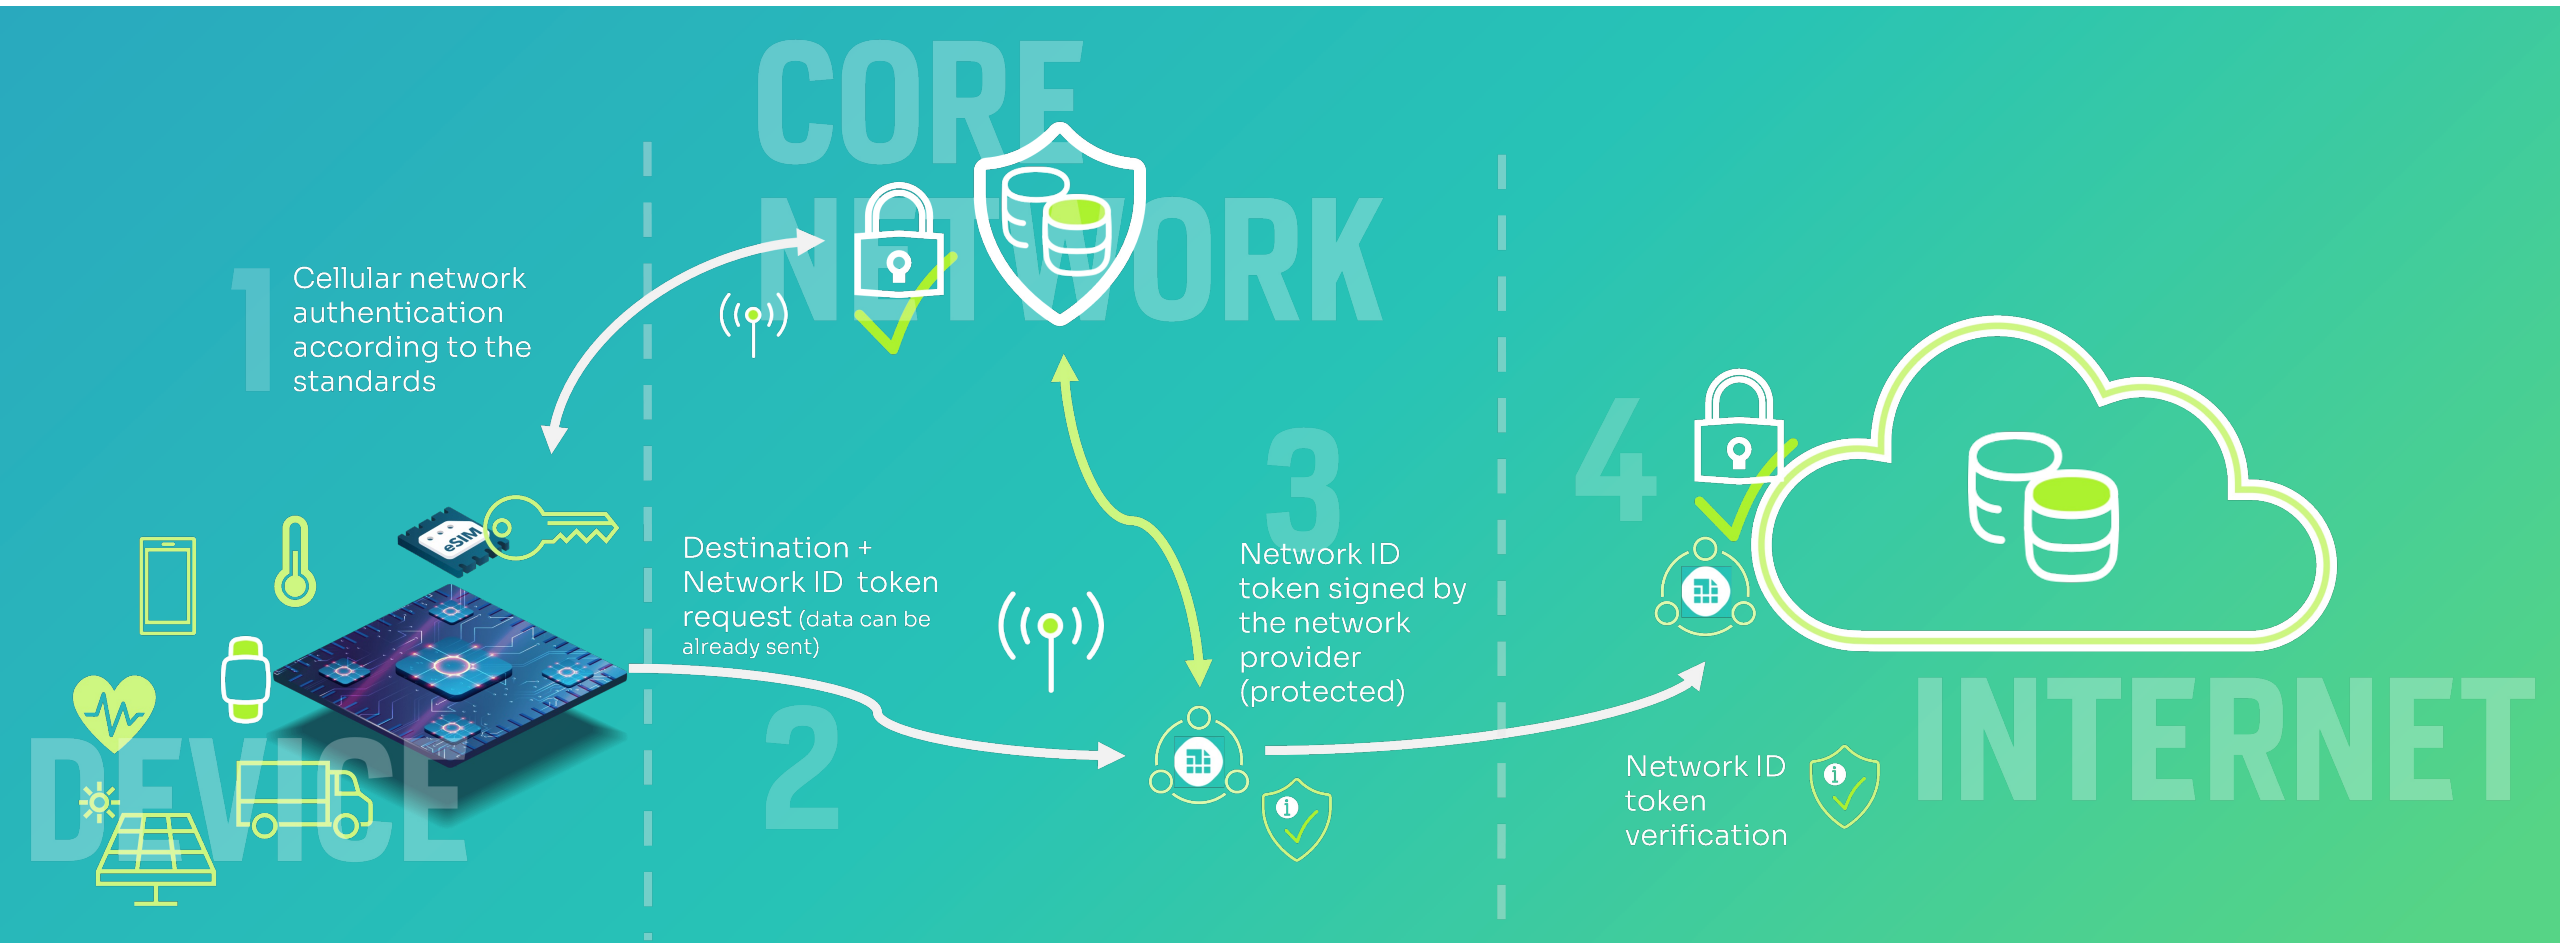 CORE
NETWORK
1
Cellular network
authentication
according to the
standards
eSIM
DEVICE
Destination +
Network ID token
request (data can be
already sent)
2
3
Network ID
token signed by
the network
provider
(protected)
i
4
Network ID
token
verification
i
INTERNET